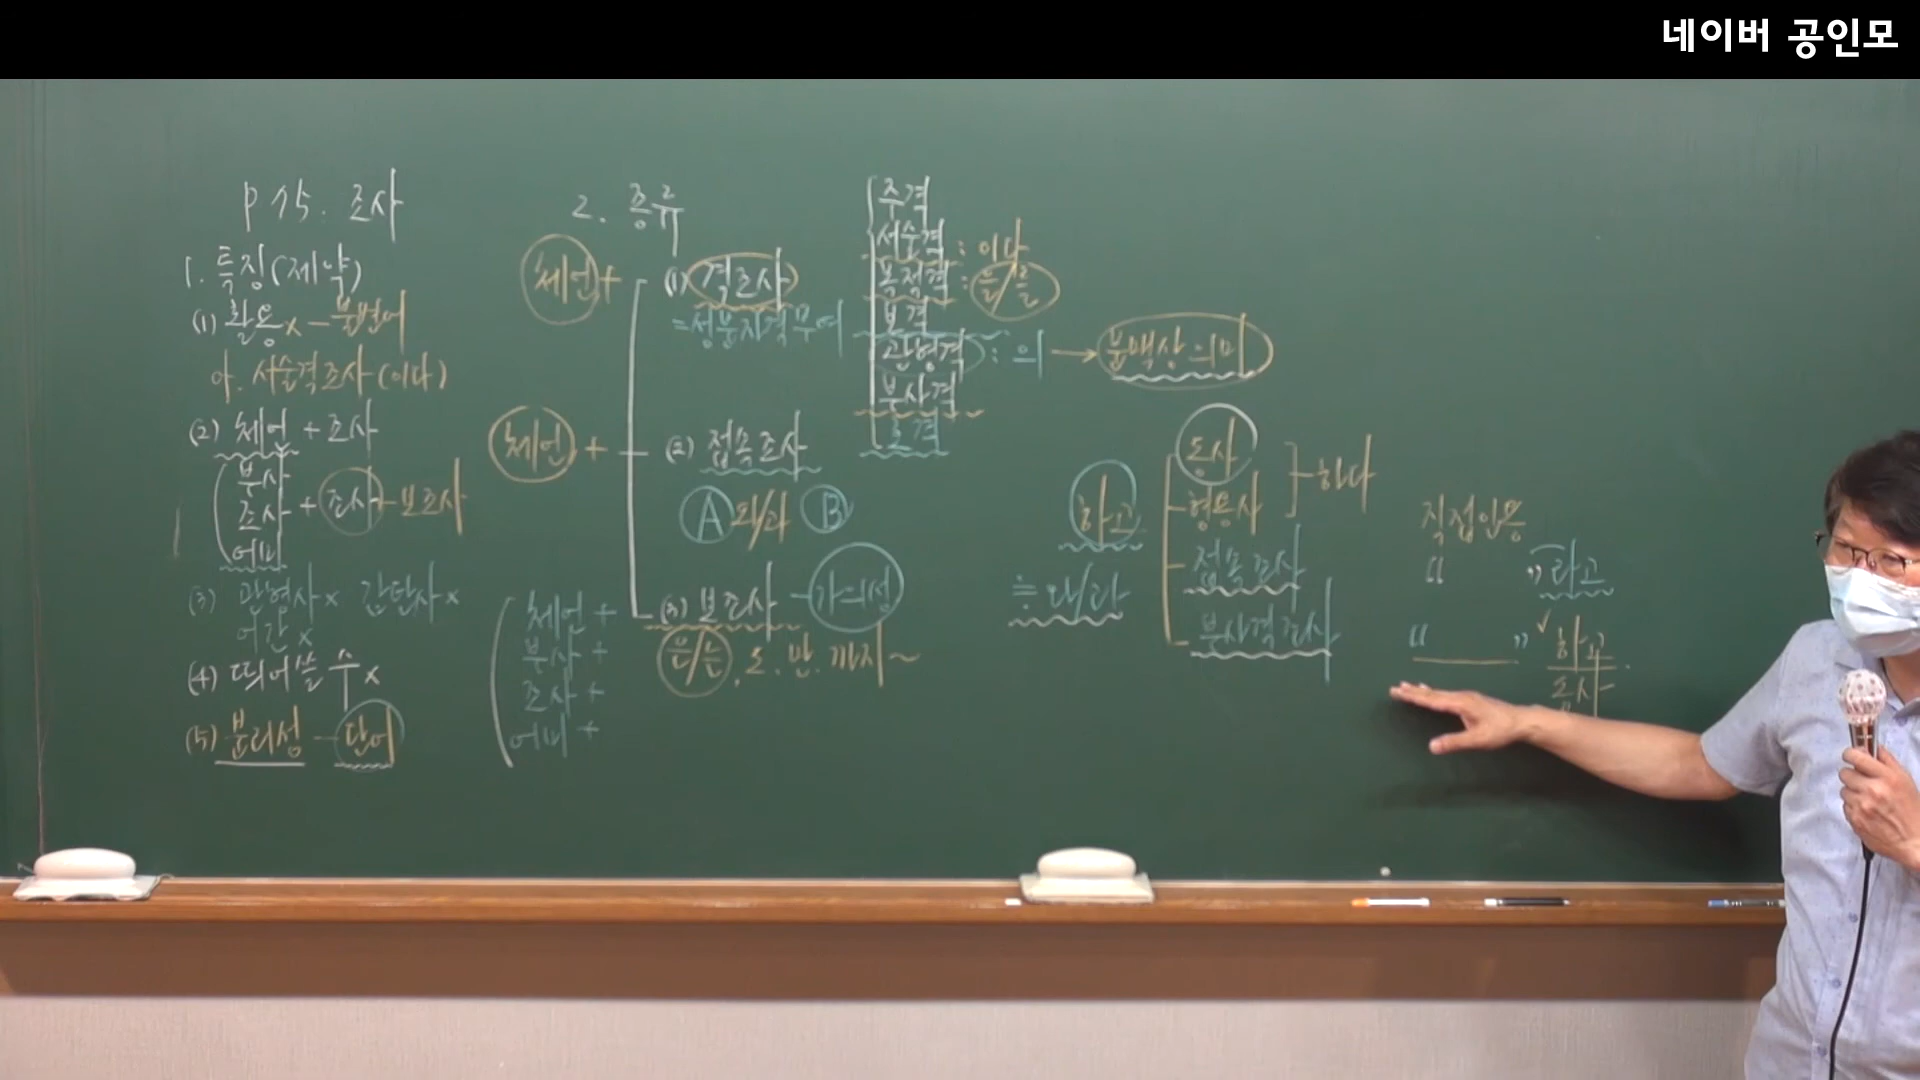 네이버 공인모
P 15. 조사
1. 특징(제약)
(1) 활용× – 불변어
아. 서술격조사(이다)
(2) 체언 + 조사
부사
조사 + 조사 – 보조사
어미
(3) 관형사× 감탄사×
어간×
(4) 띄어쓸 수 ×
(5) 분리성 – 단어
2. 종류
체언 +
(1) 격조사
=성분자격부여
주격
서술격 : 이다
목적격 : 을/를
보격
관형격 : 의 → 문맥상 의미
부사격
호격
체언 +
(2) 접속조사
A 와/과 B
(3) 보조사 – 가의성
은/는, 도. 만. 까지~
체언 +
부사 +
조사 +
어미 +
하고
동사
형용사
하다
접속조사
부사격조사
직접인용
“ ” 라고
“ ” 하고
동사